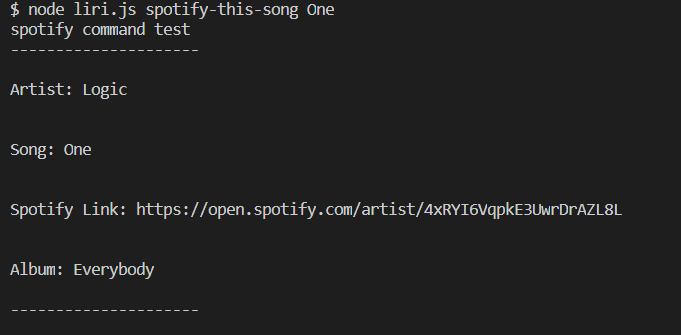 $ node liri.js spotify-this-song One
spotify command test
---------------------
Artist: Logic
Song: One
Spotify Link: https://open.spotify.com/artist/4xRYI6VqpkE3UwrDrAZL8L
Album: Everybody
---------------------